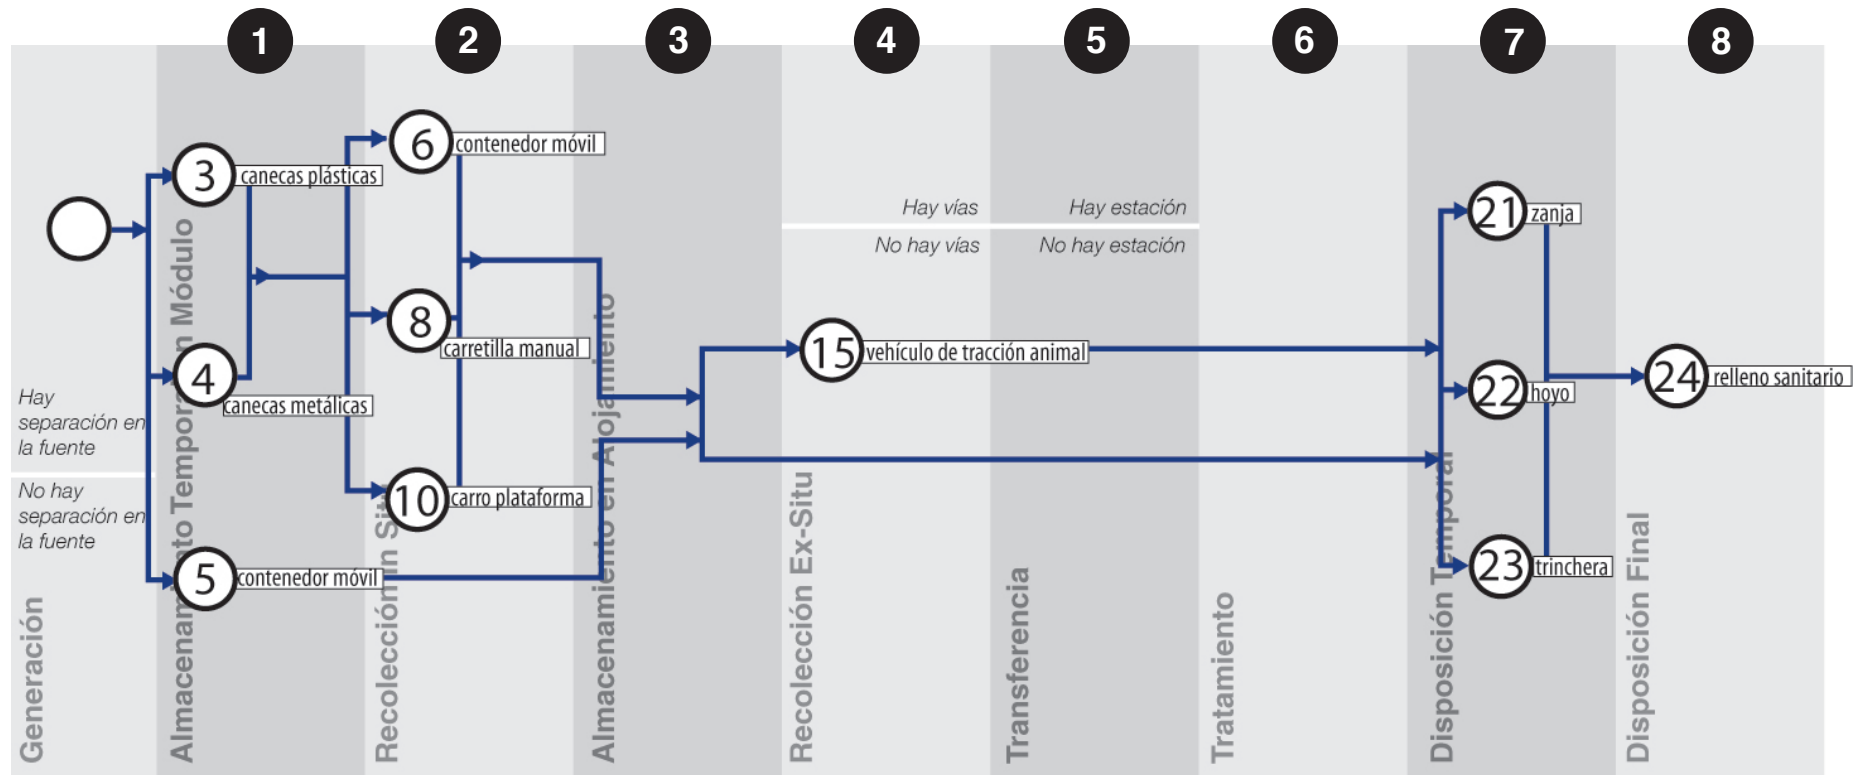 1
2
3
4
5
6
7
8
6
contenedor móvil
3
canecas plásticas
Hay vías
Hay estación
21
zanja
No hay vías
No hay estación
8
carretilla manual
15
vehículo de tracción animal
4
canecas metálicas
22
hoyo
24
relleno sanitario
Hay
separación en
la fuente
No hay
separación en
la fuente
10
carro plataforma
5
contenedor móvil
23
trinchera
Generación
Almacenamiento Temporal en Módulo
Recolección in Situ
Almacenamiento en Alojamiento
Recolección Ex-Situ
Transferencia
Tratamiento
Disposición Temporal
Disposición Final